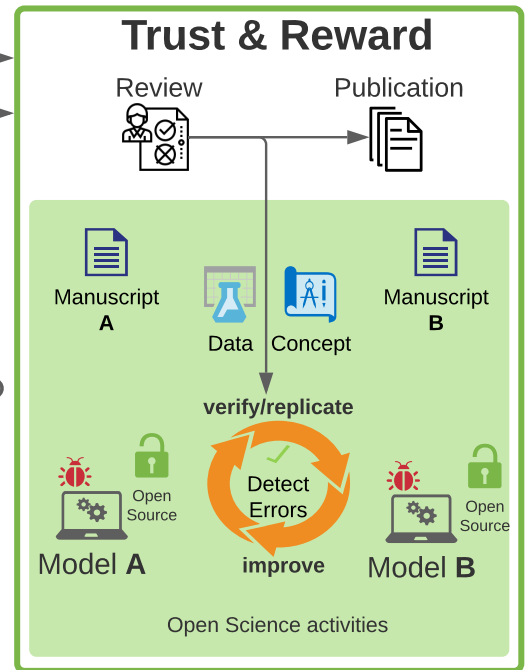 Trust & Reward
Review
Publication
Manuscript
A
Manuscript
B
Data
Concept
verify/replicate
Detect
Errors
improve
Open
Source
Model A
Open
Source
Model B
Open Science activities